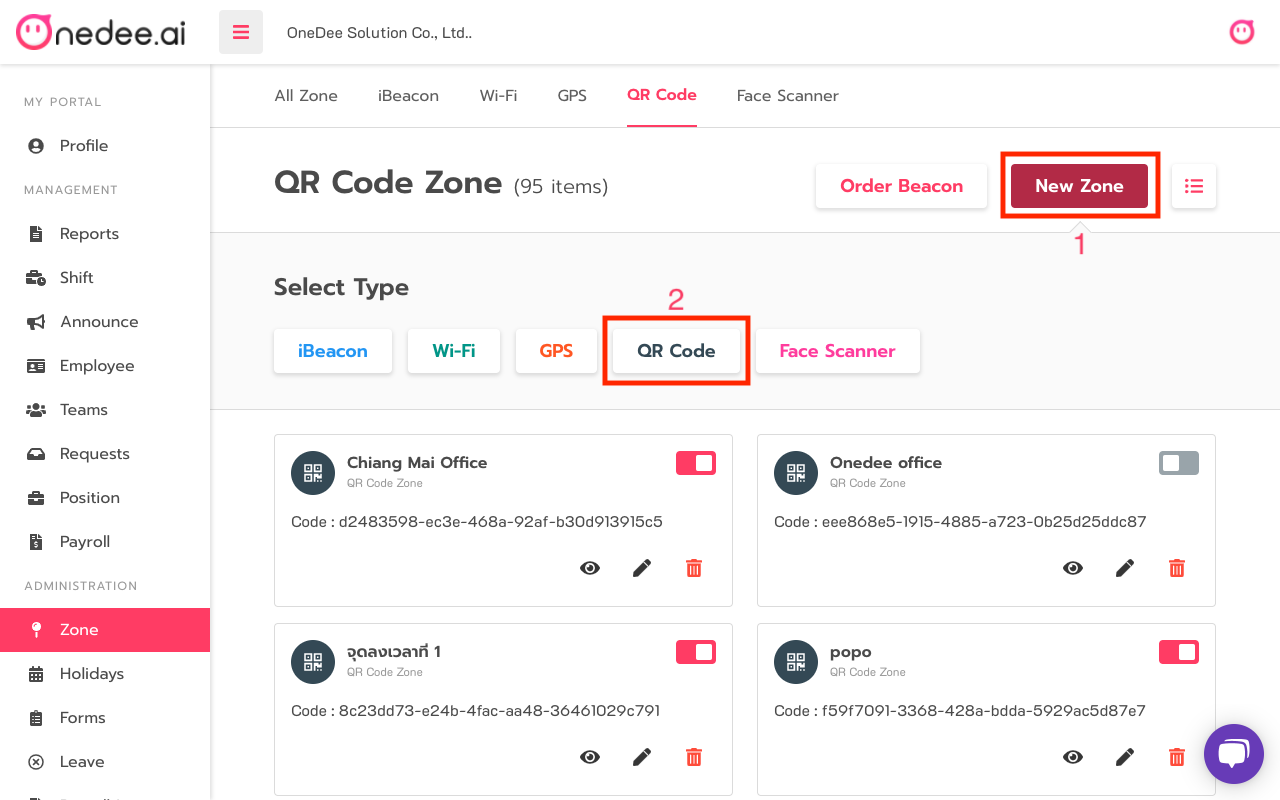 Onedee.ai
OneDee Solution Co., Ltd..
MY PORTAL
Profile
MANAGEMENT
Reports
Shift
Announce
Employee
Teams
Requests
Position
Payroll
ADMINISTRATION
Zone
Holidays
Forms
Leave
All Zone iBeacon Wi-Fi GPS QR Code Face Scanner
QR Code Zone (95 items)
Order Beacon New Zone
1
Select Type
2
iBeacon Wi-Fi GPS QR Code Face Scanner
Chiang Mai Office
QR Code Zone
Code : d2483598-ec3e-468a-92af-b30d913915c5
Onedee office
QR Code Zone
Code : eee868e5-1915-4885-a723-0b25d25ddc87
จุดลงเวลาที่ 1
QR Code Zone
Code : 8c23dd73-e24b-4fac-aa48-36461029c791
popo
QR Code Zone
Code : f59f7091-3368-428a-bdda-5929ac5d87e7